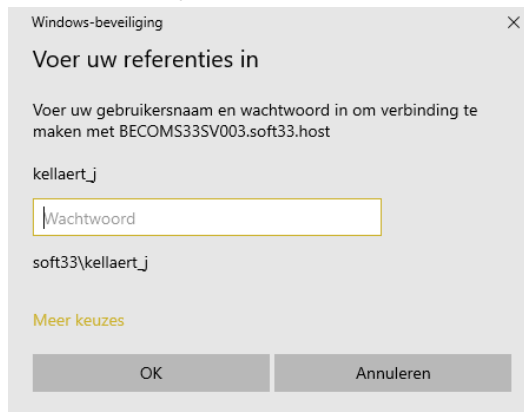 Windows-beveiliging
Voer uw referenties in
Voer uw gebruikersnaam en wachtwoord in om verbinding te
maken met BECOMS33SV003.soft33.host
kellaert_j
Wachtwoord
soft33\kellaert_j
Meer keuzes
OK
Annuleren